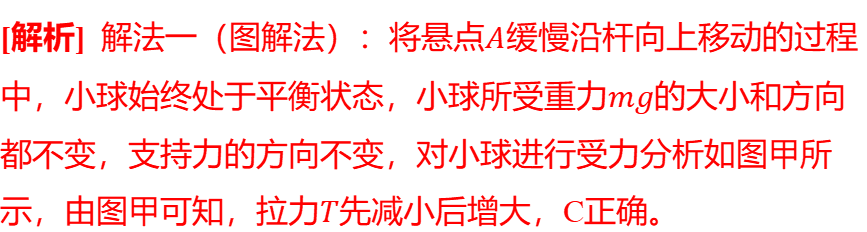 [解析] 解法一（图解法）：将悬点A缓慢沿杆向上移动的过程
中，小球始终处于平衡状态，小球所受重力mg的大小和方向
都不变，支持力的方向不变，对小球进行受力分析如图甲所
示，由图甲可知，拉力T先减小后增大，C正确。